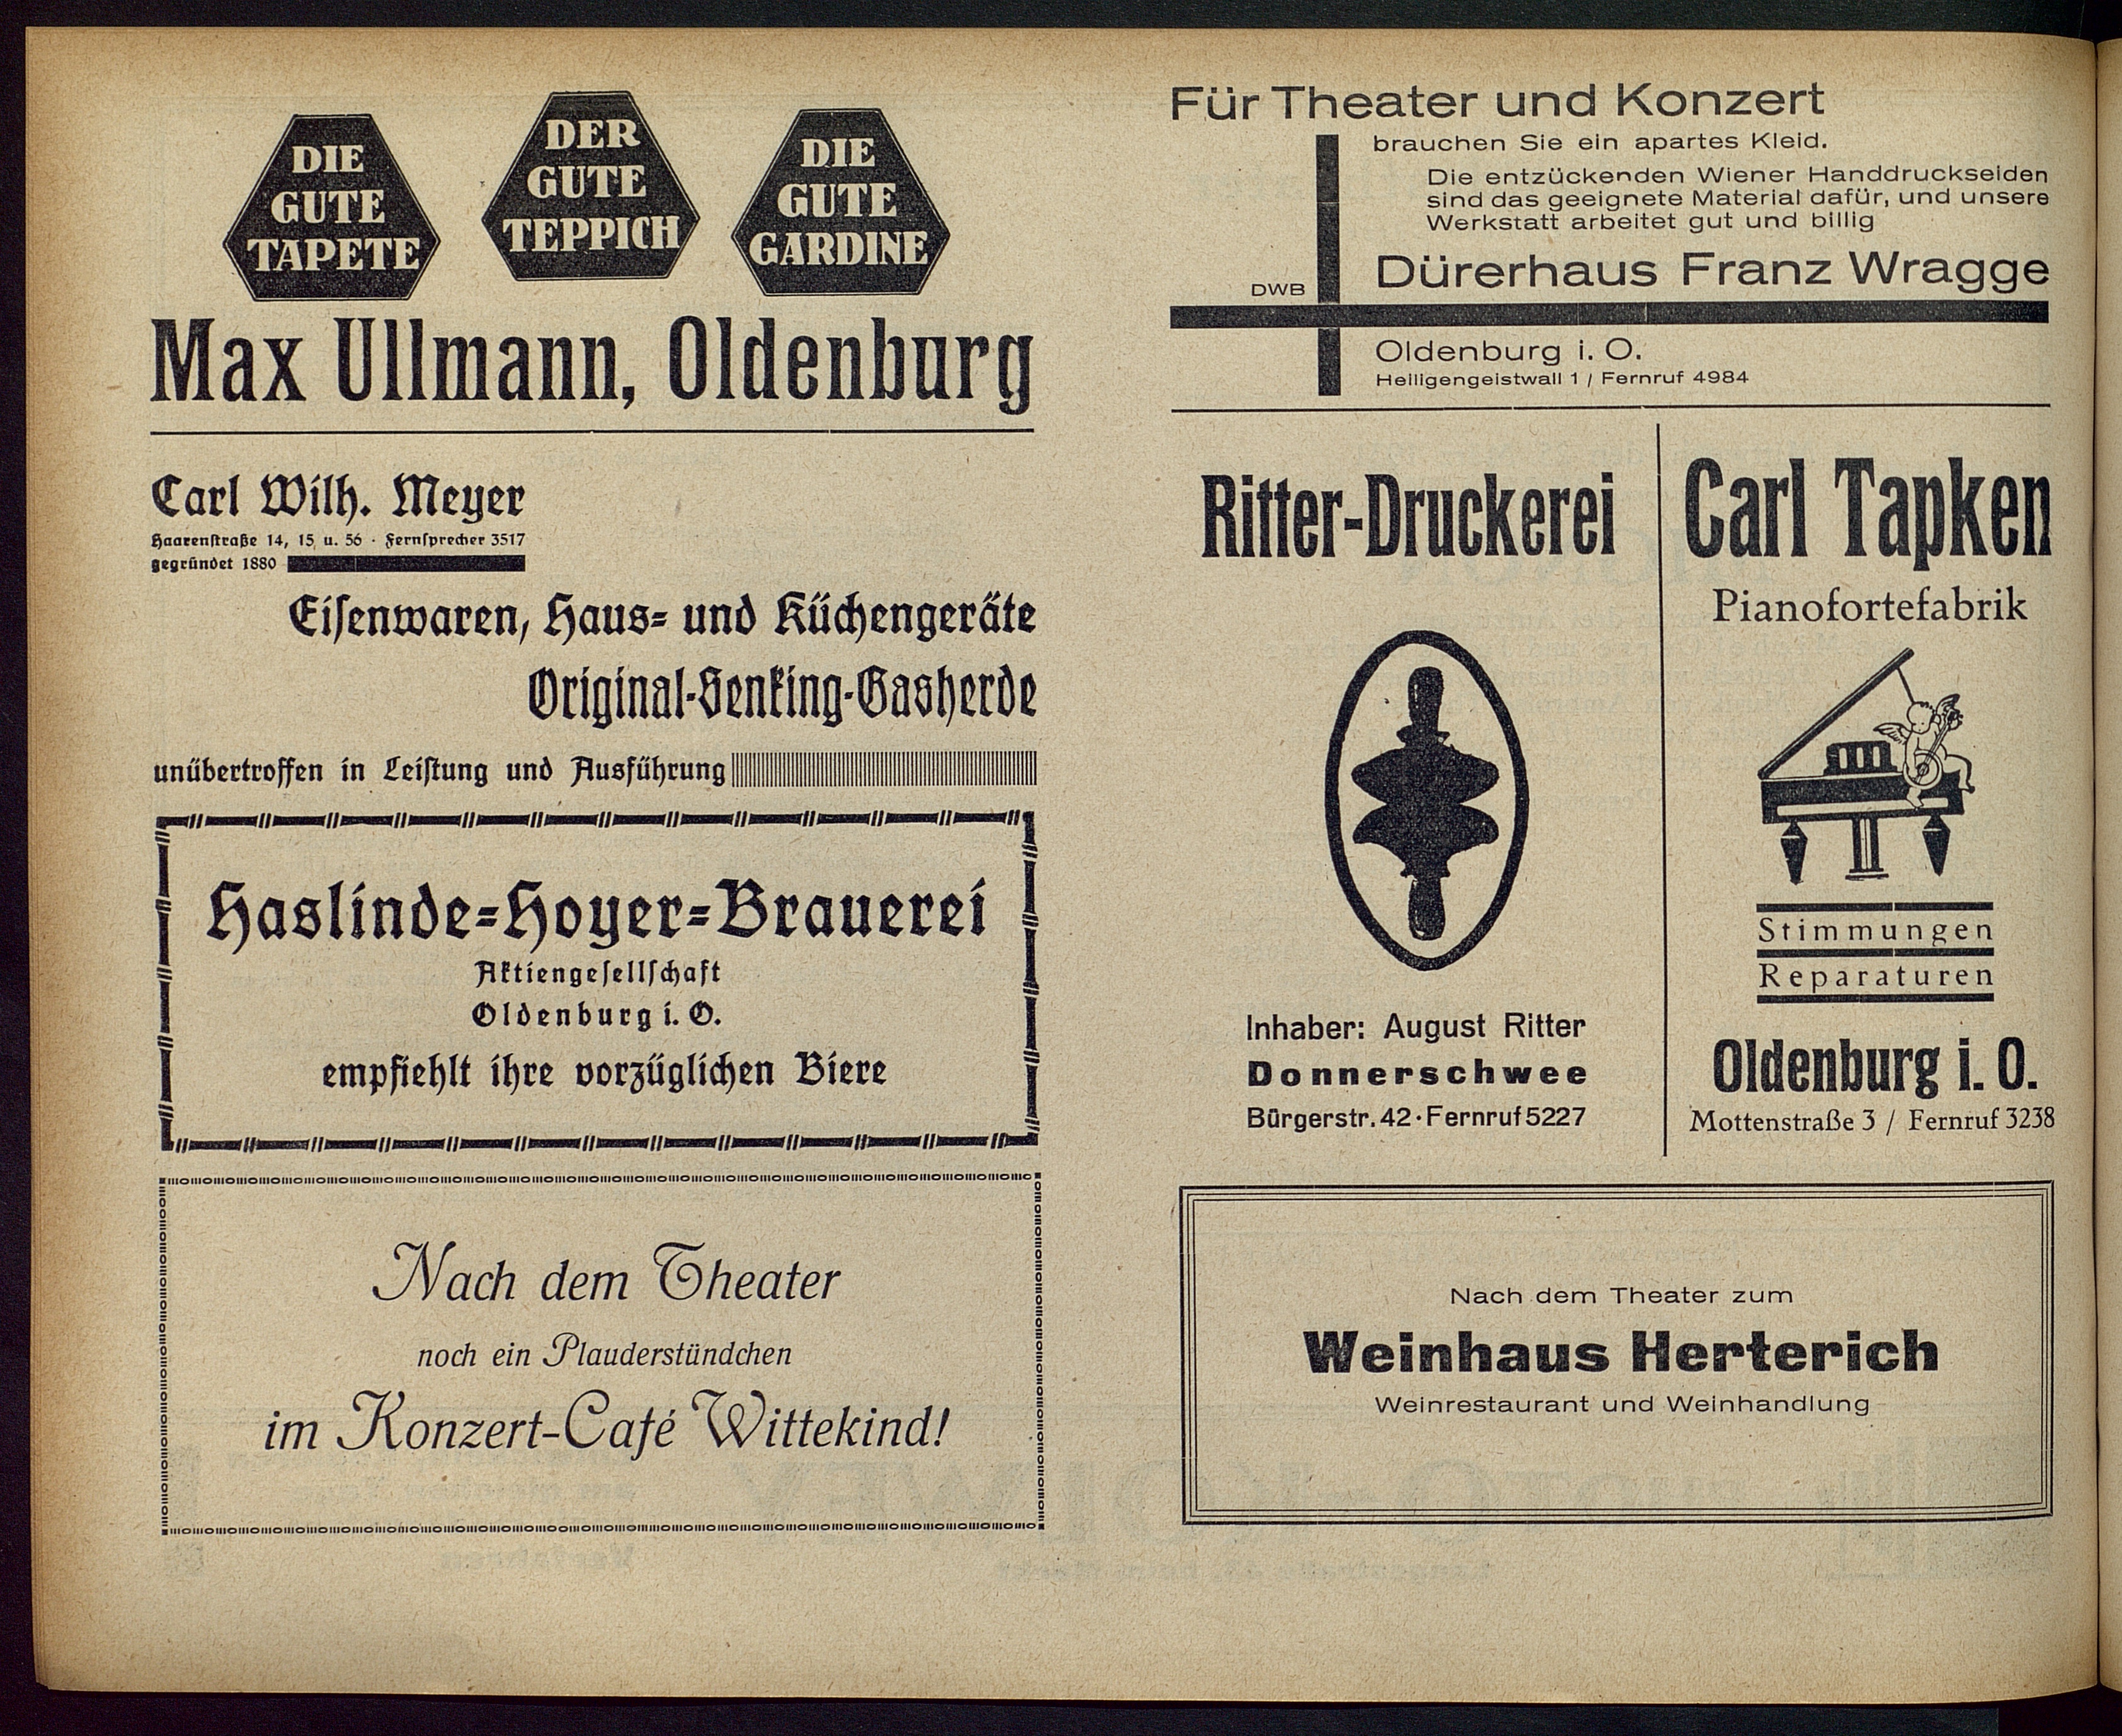 DIE
GUTE
TAPETE
DER
GUTE
TEPPICH
DIE
GUTE
GARDINE
Max Ullmann, Oldenburg
Carl Wilh. Meyer
Haarenstraße 14, 15 u. 56 · Fernsprecher 3517
gegründet 1880
Eisenwaren, Haus- und Küchengeräte
Original-Senking-Gasherde
unübertroffen in Leistung und Ausführung
Haslinde-Hoyer-Brauerei
Aktiengesellschaft
Oldenburg i. O.
empfiehlt ihre vorzüglichen Biere
Nach dem Theater
noch ein Plauderstündchen
im Konzert-Café Wittekind!
Für Theater und Konzert
brauchen Sie ein apartes Kleid.
Die entzückenden Wiener Handdruckseiden
sind das geeignete Material dafür, und unsere
Werkstatt arbeitet gut und billig
DWB
Dürerhaus Franz Wragge
Oldenburg i. O.
Heiligengeistwall 1 / Fernruf 4984
Ritter-Druckerei
Inhaber: August Ritter
Donnerschwee
Bürgerstr. 42 · Fernruf 5227
Carl Tapken
Pianofortefabrik
Stimmungen
Reparaturen
Oldenburg i. O.
Mottenstraße 3 / Fernruf 3238
Nach dem Theater zum
Weinhaus Herterich
Weinrestaurant und Weinhandlung